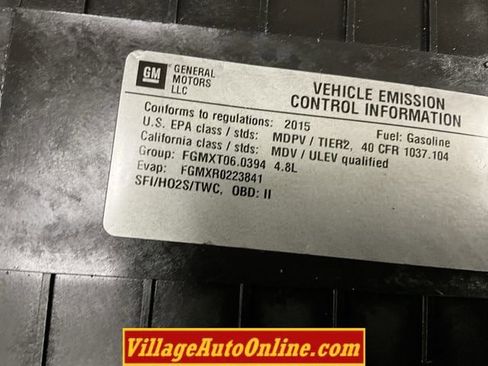 GM
GENERAL
MOTORS
LLC
VEHICLE EMISSION
CONTROL INFORMATION
Conforms to regulations: 2015 Fuel: Gasoline
U.S. EPA class / stds: MDPV / TIER2, 40 CFR 1037.104
California class / stds: MDV / ULEV qualified
Group: FGMXT06.0394 4.8L
Evap: FGMXR0223841
SFI/HO2S/TWC, OBD: II
VillageAutoOnline.com